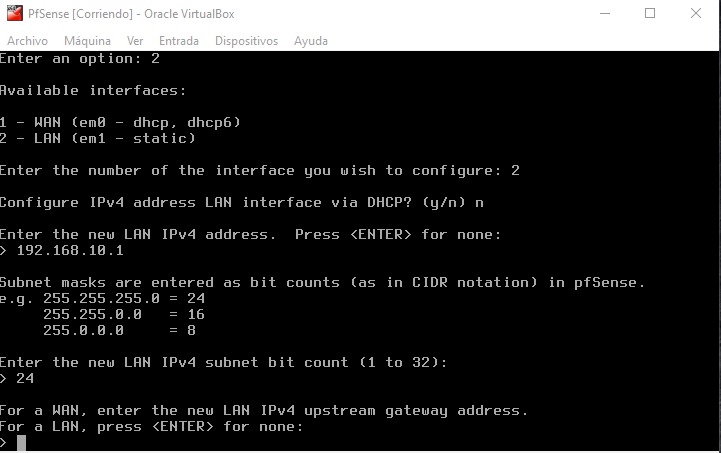 PfSense [Corriendo] - Oracle VirtualBox
Archivo Máquina Ver Entrada Dispositivos Ayuda
Enter an option: 2
Available interfaces:
1 - WAN (em0 - dhcp, dhcp6)
2 - LAN (em1 - static)
Enter the number of the interface you wish to configure: 2
Configure IPv4 address LAN interface via DHCP? (y/n) n
Enter the new LAN IPv4 address.  Press <ENTER> for none:
> 192.168.10.1
Subnet masks are entered as bit counts (as in CIDR notation) in pfSense.
e.g. 255.255.255.0 = 24
     255.255.0.0   = 16
     255.0.0.0     = 8
Enter the new LAN IPv4 subnet bit count (1 to 32):
> 24
For a WAN, enter the new LAN IPv4 upstream gateway address.
For a LAN, press <ENTER> for none:
>